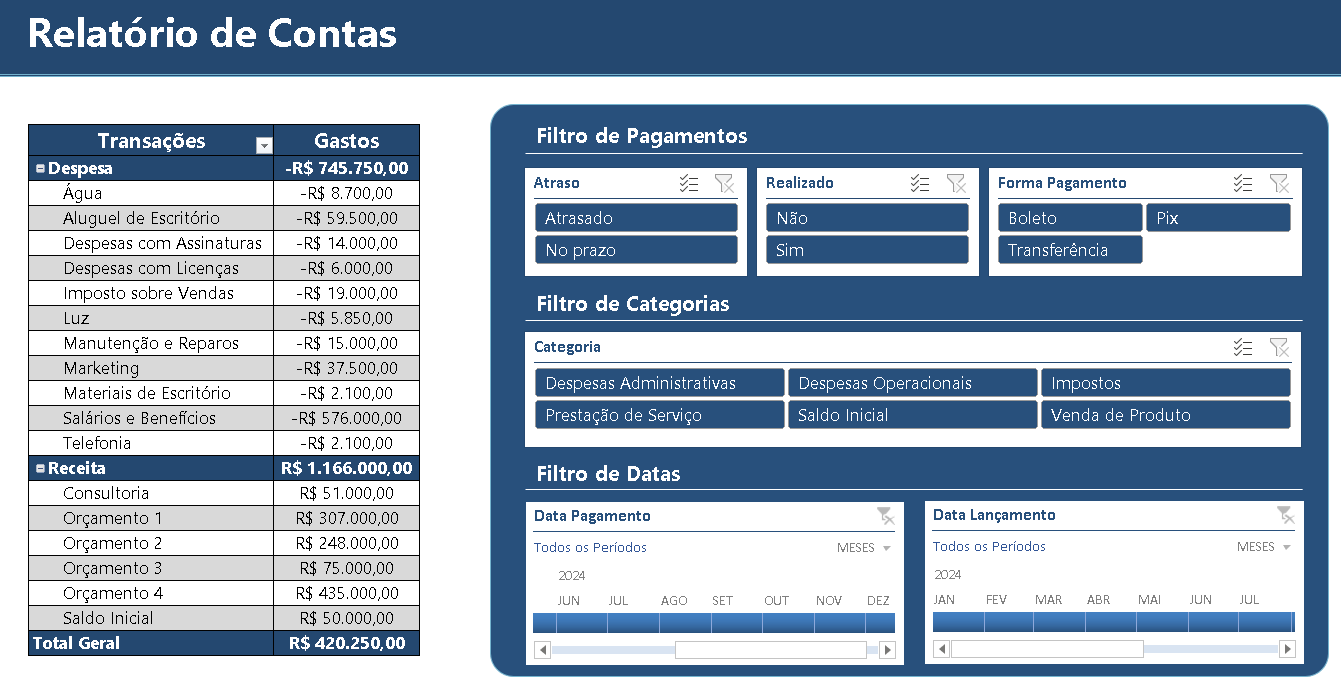 Relatório de Contas
Transações Gastos
Despesa -R$ 745.750,00
Água -R$ 8.700,00
Aluguel de Escritório -R$ 59.500,00
Despesas com Assinaturas -R$ 14.000,00
Despesas com Licenças -R$ 6.000,00
Imposto sobre Vendas -R$ 19.000,00
Luz -R$ 5.850,00
Manutenção e Reparos -R$ 15.000,00
Marketing -R$ 37.500,00
Materiais de Escritório -R$ 2.100,00
Salários e Benefícios -R$ 576.000,00
Telefonia -R$ 2.100,00
Receita R$ 1.166.000,00
Consultoria R$ 51.000,00
Orçamento 1 R$ 307.000,00
Orçamento 2 R$ 248.000,00
Orçamento 3 R$ 75.000,00
Orçamento 4 R$ 435.000,00
Saldo Inicial R$ 50.000,00
Total Geral R$ 420.250,00
Filtro de Pagamentos
Atraso
Atrasado
No prazo
Realizado
Não
Sim
Forma Pagamento
Boleto Pix
Transferência
Filtro de Categorias
Categoria
Despesas Administrativas Despesas Operacionais Impostos
Prestação de Serviço Saldo Inicial Venda de Produto
Filtro de Datas
Data Pagamento
Todos os Períodos MESES
2024
JUN JUL AGO SET OUT NOV DEZ
Data Lançamento
Todos os Períodos MESES
2024
JAN FEV MAR ABR MAI JUN JUL